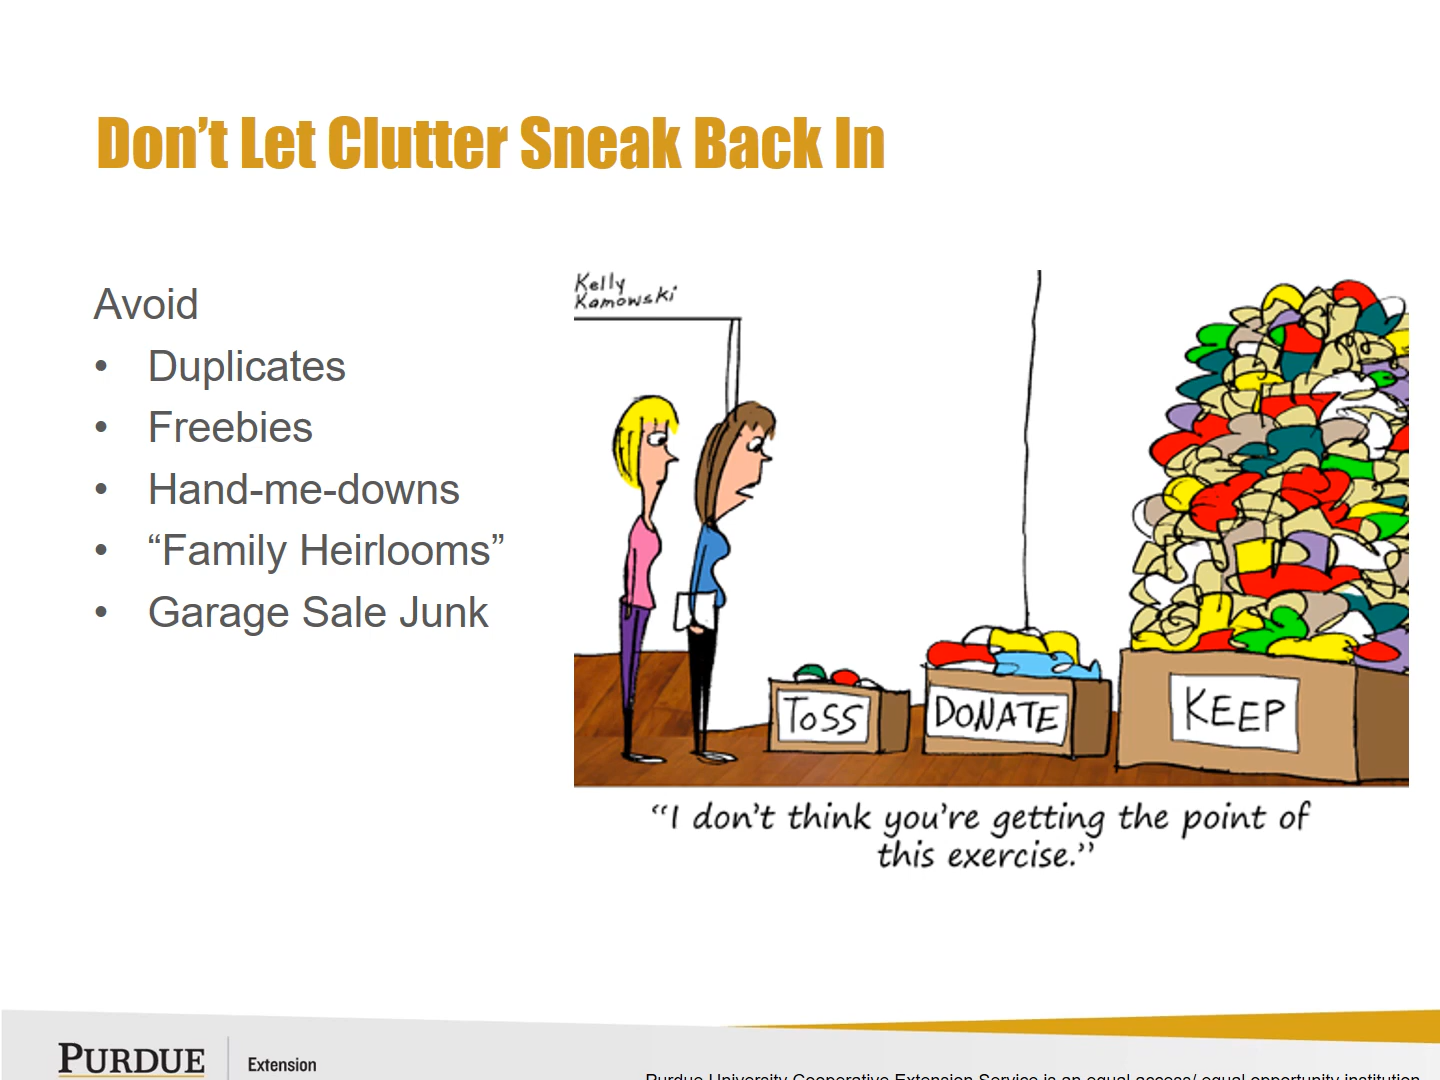 Don’t Let Clutter Sneak Back In
Avoid
• Duplicates
• Freebies
• Hand-me-downs
• “Family Heirlooms”
• Garage Sale Junk
Kelly
Kamowski
TOSS
DONATE
KEEP
“I don’t think you’re getting the point of
this exercise.”
PURDUE
Extension
Purdue University Cooperative Extension Service is an equal access/ equal opportunity institution